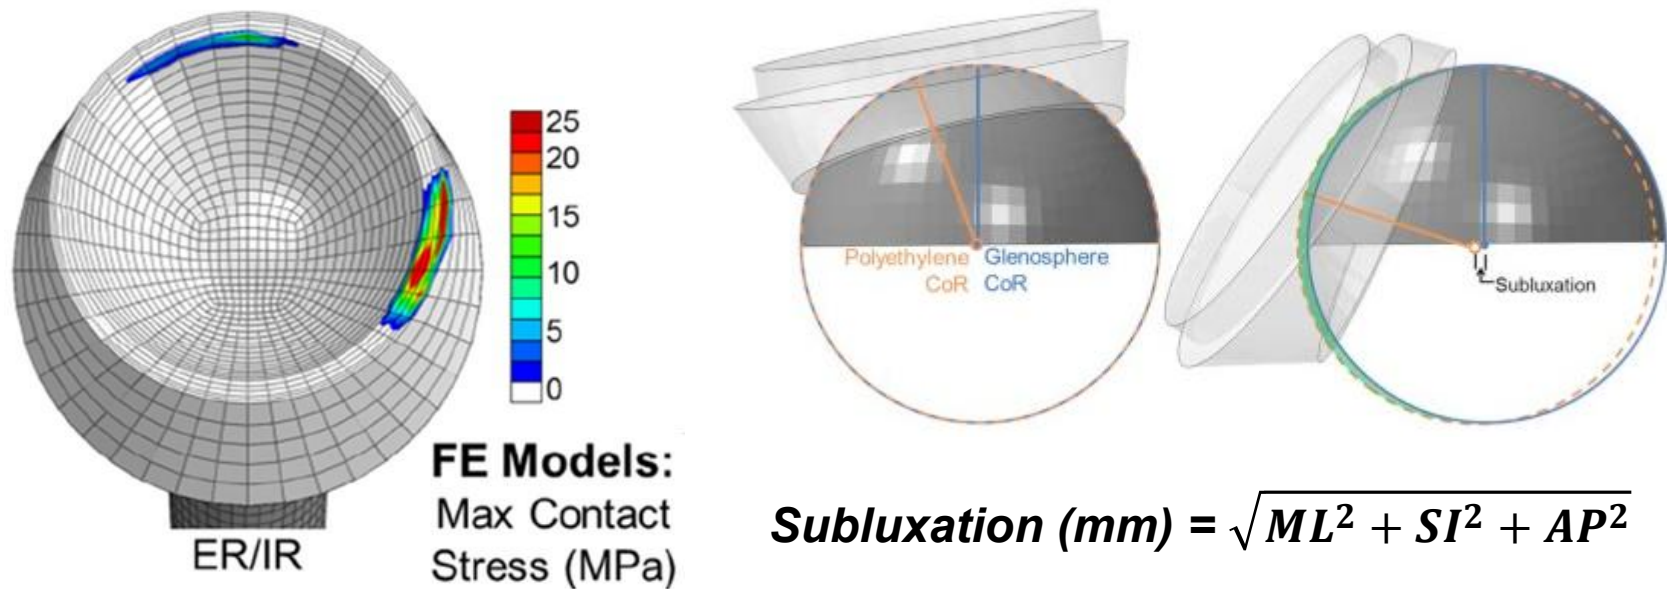 25
20
15
10
5
0
FE Models:
Max Contact
Stress (MPa)
ER/IR
Polyethylene
CoR
Glenosphere
CoR
Subluxation
Subluxation (mm) = √ML² + SI² + AP²